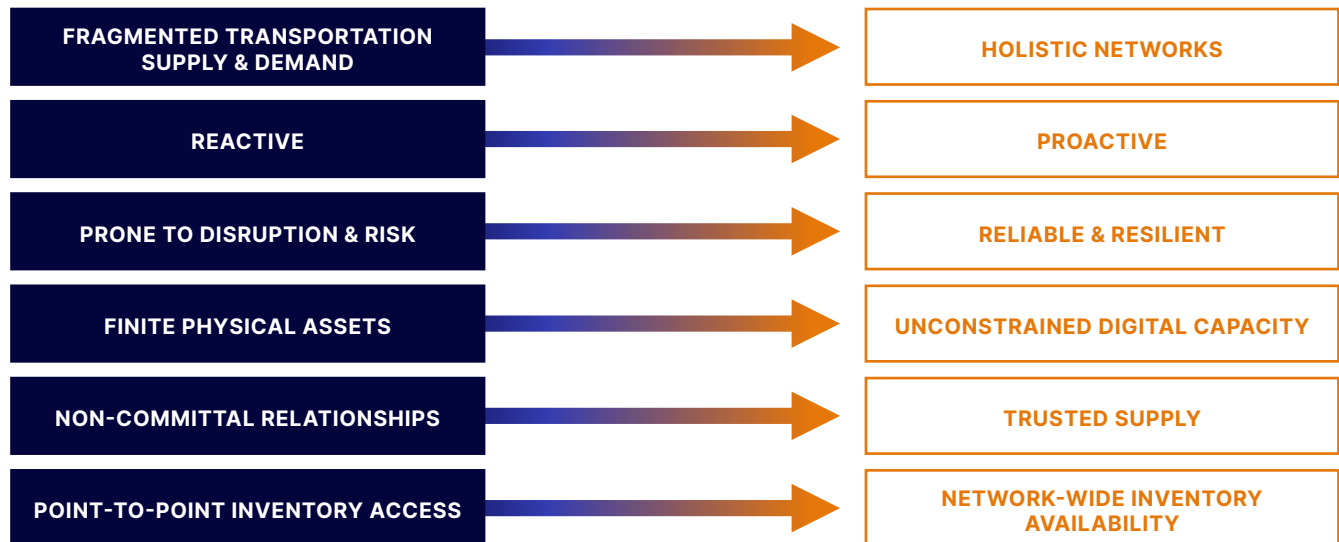 FRAGMENTED TRANSPORTATION
SUPPLY & DEMAND
HOLISTIC NETWORKS
REACTIVE
PROACTIVE
PRONE TO DISRUPTION & RISK
RELIABLE & RESILIENT
FINITE PHYSICAL ASSETS
UNCONSTRAINED DIGITAL CAPACITY
NON-COMMITTAL RELATIONSHIPS
TRUSTED SUPPLY
POINT-TO-POINT INVENTORY ACCESS
NETWORK-WIDE INVENTORY
AVAILABILITY